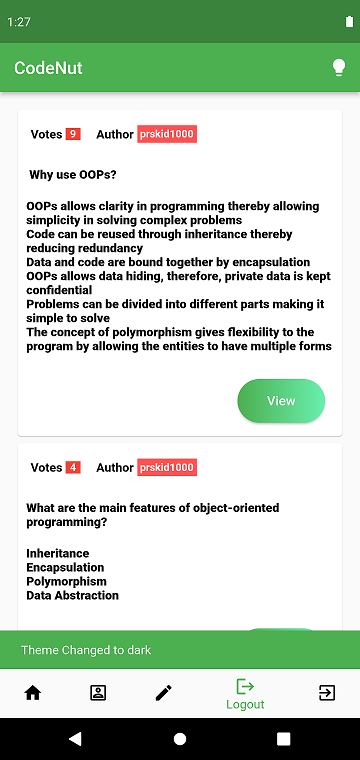 1:27
CodeNut
Votes 9 Author prskid1000
Why use OOPs?
OOPs allows clarity in programming thereby allowing
simplicity in solving complex problems
Code can be reused through inheritance thereby
reducing redundancy
Data and code are bound together by encapsulation
OOPs allows data hiding, therefore, private data is kept
confidential
Problems can be divided into different parts making it
simple to solve
The concept of polymorphism gives flexibility to the
program by allowing the entities to have multiple forms
View
Votes 4 Author prskid1000
What are the main features of object-oriented
programming?
Inheritance
Encapsulation
Polymorphism
Data Abstraction
Theme Changed to dark
Logout